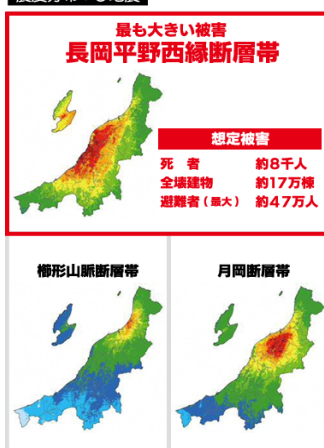 最も大きい被害
長岡平野西縁断層帯
想定被害
死 者 約8千人
全壊建物 約17万棟
避難者(最大) 約47万人
櫛形山脈断層帯 月岡断層帯